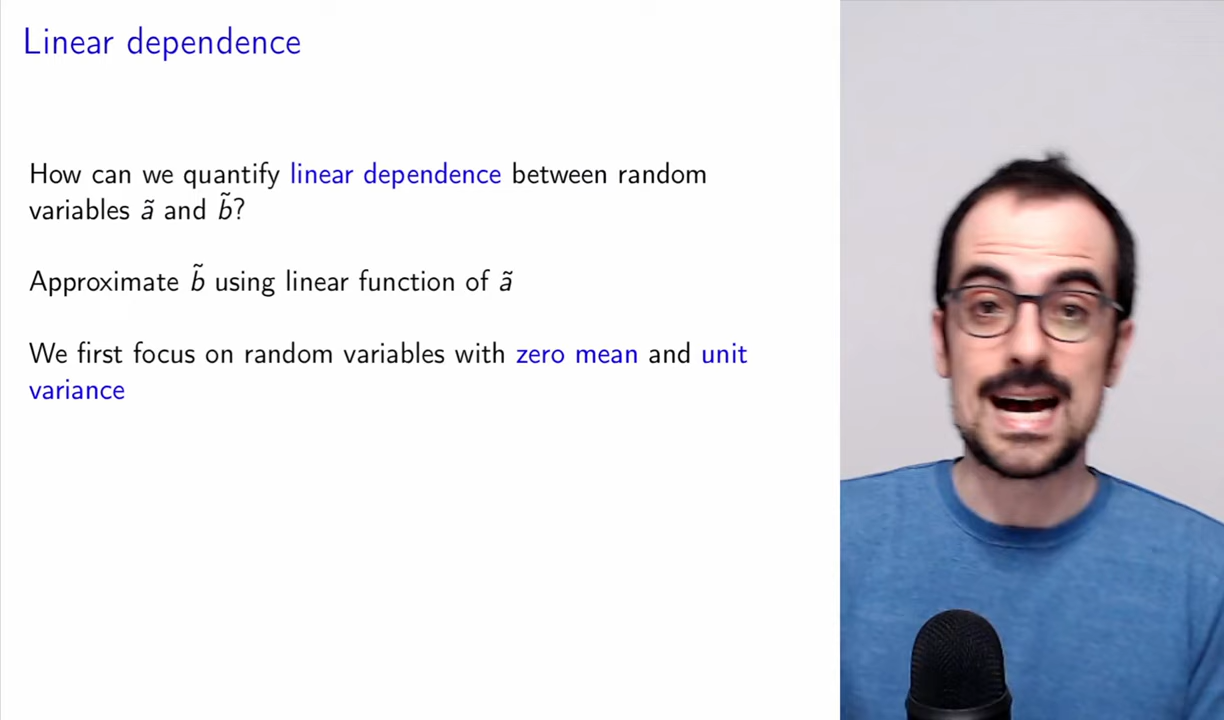 Linear dependence
How can we quantify linear dependence between random
variables ã and b̃?
Approximate b̃ using linear function of ã
We first focus on random variables with zero mean and unit
variance